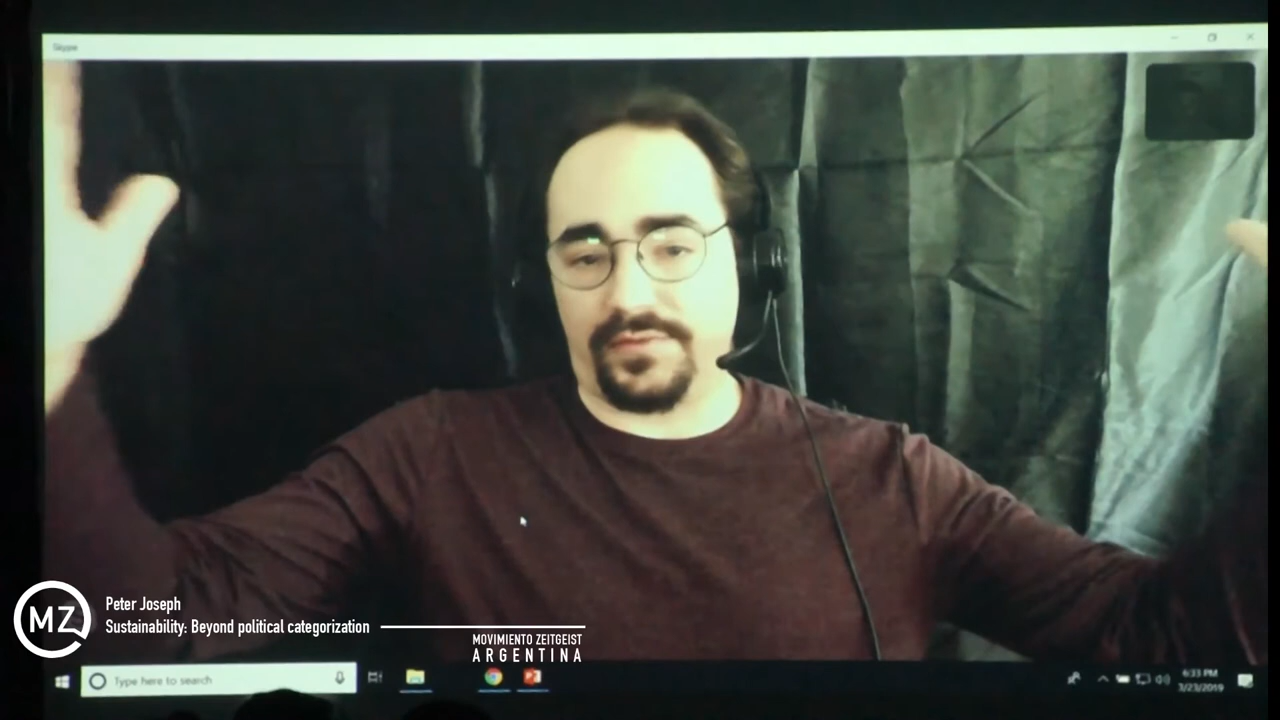 Skype
MZ
Peter Joseph
Sustainability: Beyond political categorization
MOVIMIENTO ZEITGEIST
ARGENTINA
Type here to search
6:33 PM
3/23/2019